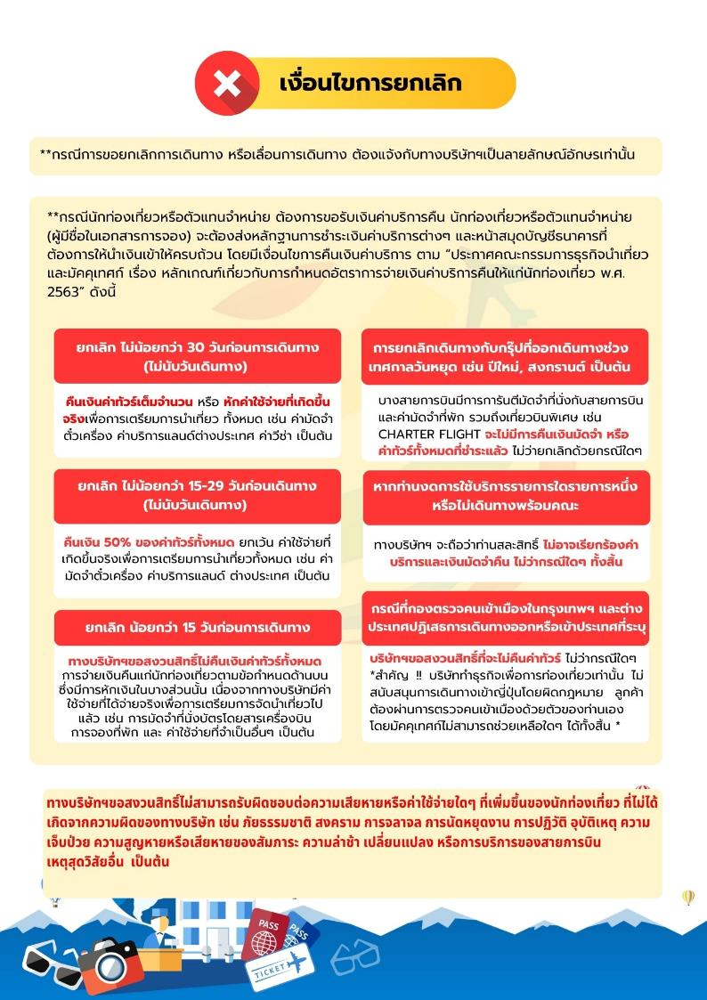 เงื่อนไขการยกเลิก
**กรณีการขอยกเลิกการเดินทาง หรือเลื่อนการเดินทาง ต้องแจ้งกับทางบริษัทฯเป็นลายลักษณ์อักษรเท่านั้น
**กรณีนักท่องเที่ยวหรือตัวแทนจำหน่าย ต้องการขอรับเงินค่าบริการคืน นักท่องเที่ยวหรือตัวแทนจำหน่าย
(ผู้มีชื่อในเอกสารการจอง) จะต้องส่งหลักฐานการชำระเงินค่าบริการต่างๆ และหน้าสมุดบัญชีธนาคารที่
ต้องการให้นำเงินเข้าให้ครบถ้วน โดยมีเงื่อนไขการคืนเงินค่าบริการ ตาม “ประกาศคณะกรรมการธุรกิจนำเที่ยว
และมัคคุเทศก์ เรื่อง หลักเกณฑ์เกี่ยวกับการกำหนดอัตราการจ่ายเงินค่าบริการคืนให้แก่นักท่องเที่ยว พ.ศ.
2563” ดังนี้
ยกเลิก ไม่น้อยกว่า 30 วันก่อนการเดินทาง
(ไม่นับวันเดินทาง)
คืนเงินค่าทัวร์เต็มจำนวน หรือ หักค่าใช้จ่ายที่เกิดขึ้น
จริงเพื่อการเตรียมการนำเที่ยว ทั้งหมด เช่น ค่ามัดจำ
ตั๋วเครื่อง ค่าบริการแลนด์ต่างประเทศ ค่าวีซ่า เป็นต้น
ยกเลิก ไม่น้อยกว่า 15-29 วันก่อนเดินทาง
(ไม่นับวันเดินทาง)
คืนเงิน 50% ของค่าทัวร์ทั้งหมด ยกเว้น ค่าใช้จ่ายที่
เกิดขึ้นจริงเพื่อการเตรียมการนำเที่ยวทั้งหมด เช่น ค่า
มัดจำตั๋วเครื่อง ค่าบริการแลนด์ ต่างประเทศ เป็นต้น
ยกเลิก น้อยกว่า 15 วันก่อนการเดินทาง
ทางบริษัทฯขอสงวนสิทธิ์ไม่คืนเงินค่าทัวร์ทั้งหมด
การจ่ายเงินคืนแก่นักท่องเที่ยวตามข้อกำหนดด้านบน
ซึ่งมีการหักเงินในบางส่วนนั้น เนื่องจากทางบริษัทมีค่า
ใช้จ่ายที่ได้จ่ายจริงเพื่อการเตรียมการจัดนำเที่ยวไป
แล้ว เช่น การมัดจำที่นั่งบัตรโดยสารเครื่องบิน
การจองที่พัก และ ค่าใช้จ่ายที่จำเป็นอื่นๆ เป็นต้น
การยกเลิกเดินทางกับกรุ๊ปที่ออกเดินทางช่วง
เทศกาลวันหยุด เช่น ปีใหม่, สงกรานต์ เป็นต้น
บางสายการบินมีการการันตีมัดจำที่นั่งกับสายการบิน
และค่ามัดจำที่พัก รวมถึงเที่ยวบินพิเศษ เช่น
CHARTER FLIGHT จะไม่มีการคืนเงินมัดจำ หรือ
ค่าทัวร์ทั้งหมดที่ชำระแล้ว ไม่ว่ายกเลิกด้วยกรณีใดๆ
หากท่านงดการใช้บริการรายการใดรายการหนึ่ง
หรือไม่เดินทางพร้อมคณะ
ทางบริษัทฯ จะถือว่าท่านสละสิทธิ์ ไม่อาจเรียกร้องค่า
บริการและเงินมัดจำคืน ไม่ว่ากรณีใดๆ ทั้งสิ้น
กรณีที่กองตรวจคนเข้าเมืองในกรุงเทพฯ และต่าง
ประเทศปฏิเสธการเดินทางออกหรือเข้าประเทศที่ระบุ
บริษัทฯขอสงวนสิทธิ์ที่จะไม่คืนค่าทัวร์ ไม่ว่ากรณีใดๆ
*สำคัญ !! บริษัททำธุรกิจเพื่อการท่องเที่ยวเท่านั้น ไม่
สนับสนุนการเดินทางเข้าญี่ปุ่นโดยผิดกฎหมาย ลูกค้า
ต้องผ่านการตรวจคนเข้าเมืองด้วยตัวของท่านเอง
โดยมัคคุเทศก์ไม่สามารถช่วยเหลือใดๆ ได้ทั้งสิ้น *
ทางบริษัทฯขอสงวนสิทธิ์ไม่สามารถรับผิดชอบต่อความเสียหายหรือค่าใช้จ่ายใดๆ ที่เพิ่มขึ้นของนักท่องเที่ยว ที่ไม่ได้
เกิดจากความผิดของทางบริษัท เช่น ภัยธรรมชาติ สงคราม การจลาจล การนัดหยุดงาน การปฏิวัติ อุบัติเหตุ ความ
เจ็บป่วย ความสูญหายหรือเสียหายของสัมภาระ ความล่าช้า เปลี่ยนแปลง หรือการบริการของสายการบิน
เหตุสุดวิสัยอื่น เป็นต้น
PASS
PASS
TICKET